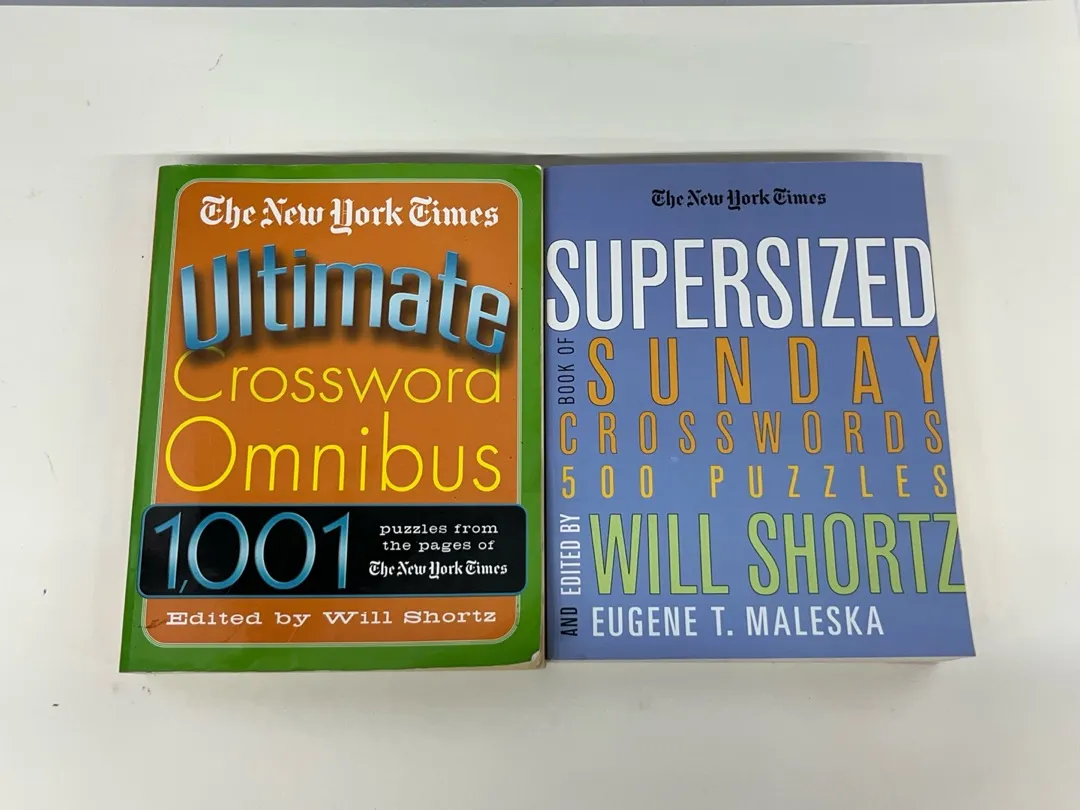 The New York Times
Ultimate
Crossword
Omnibus
1,001
puzzles from
the pages of
The New York Times
Edited by Will Shortz
The New York Times
SUPERSIZED
BOOK OF SUNDAY
CROSSWORDS
500 PUZZLES
EDITED BY WILL SHORTZ
AND EUGENE T. MALESKA